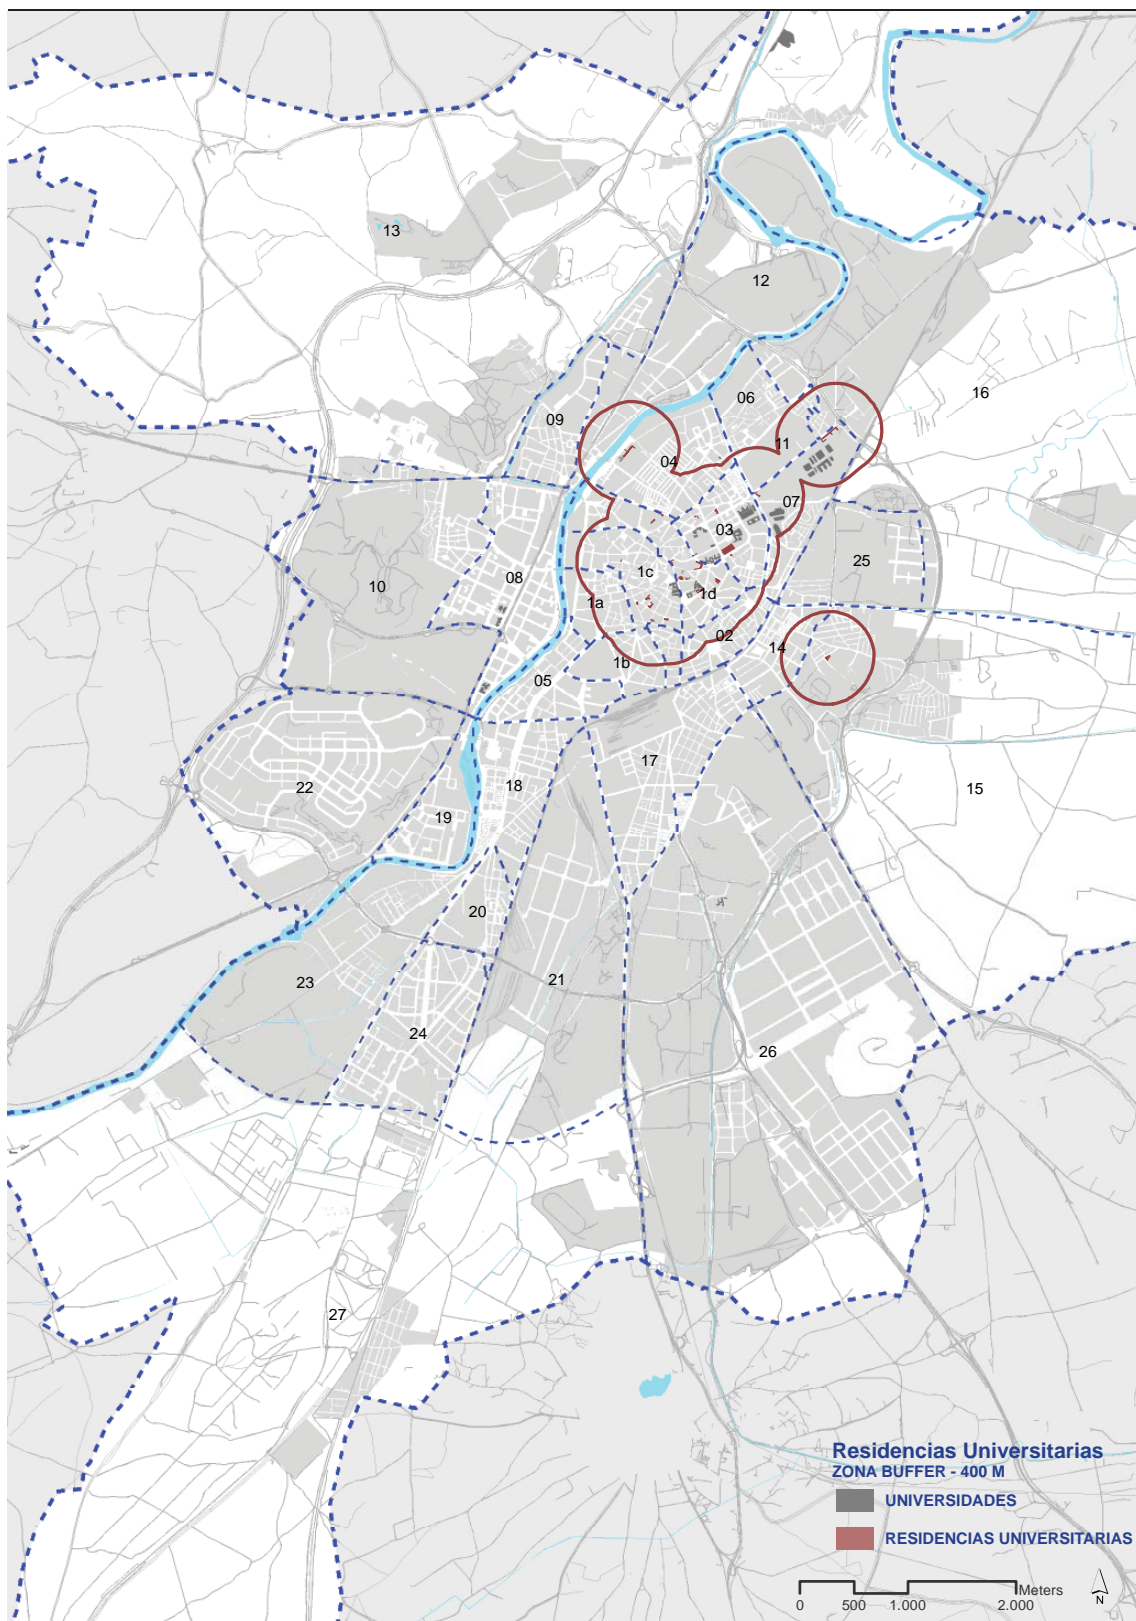 13
12
16
06
09
11
04
07
03
25
1c
08
10
1d
1a
02
14
1b
05
17
22
18
15
19
20
23
21
24
26
27
Residencias Universitarias
ZONA BUFFER - 400 M
UNIVERSIDADES
RESIDENCIAS UNIVERSITARIAS
Meters
0 500 1.000 2.000
N